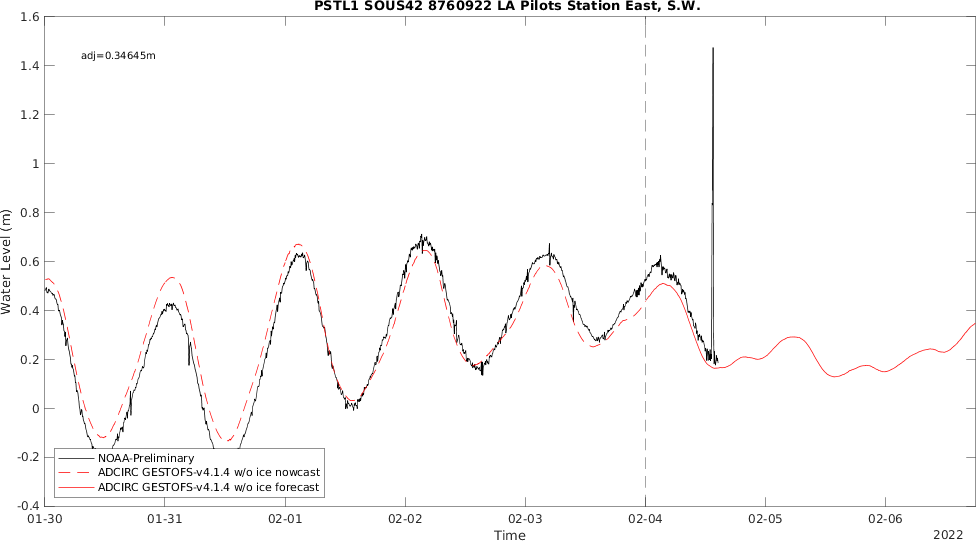 PSTL1 SOUS42 8760922 LA Pilots Station East, S.W.
1.6
adj=0.34645m
1.4
1.2
1
0.8
0.6
0.4
0.2
0
-0.2
-0.4
Water Level (m)
NOAA-Preliminary
ADCIRC GESTOFS-v4.1.4 w/o ice nowcast
ADCIRC GESTOFS-v4.1.4 w/o ice forecast
01-30 01-31 02-01 02-02 02-03 02-04 02-05 02-06
Time
2022